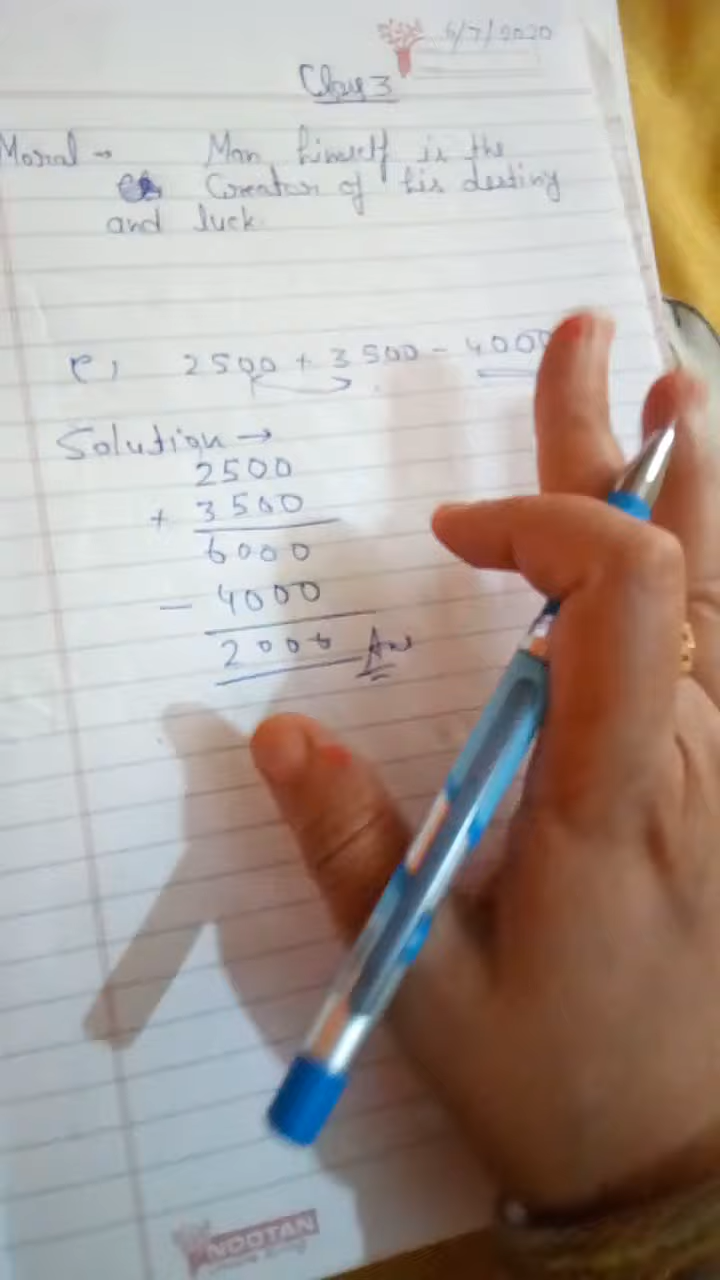 6/7/2020
Class 3
Moral → Man himself is the
Creator of his destiny
and luck
e, 2500 + 3500 - 4000
Solution →
2500
+ 3500
6000
- 4000
2000 Ans
NOOTAN